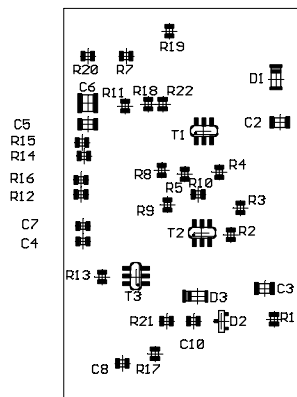 R19
R20 R7
D1
C6
R11 R18 R22
C5
T1
C2
R15
R14
R8
R4
R16
R5
R10
R12
R9
R3
C7
T2
R2
C4
R13
T3
D3
C3
R21
D2
R1
C10
C8
R17